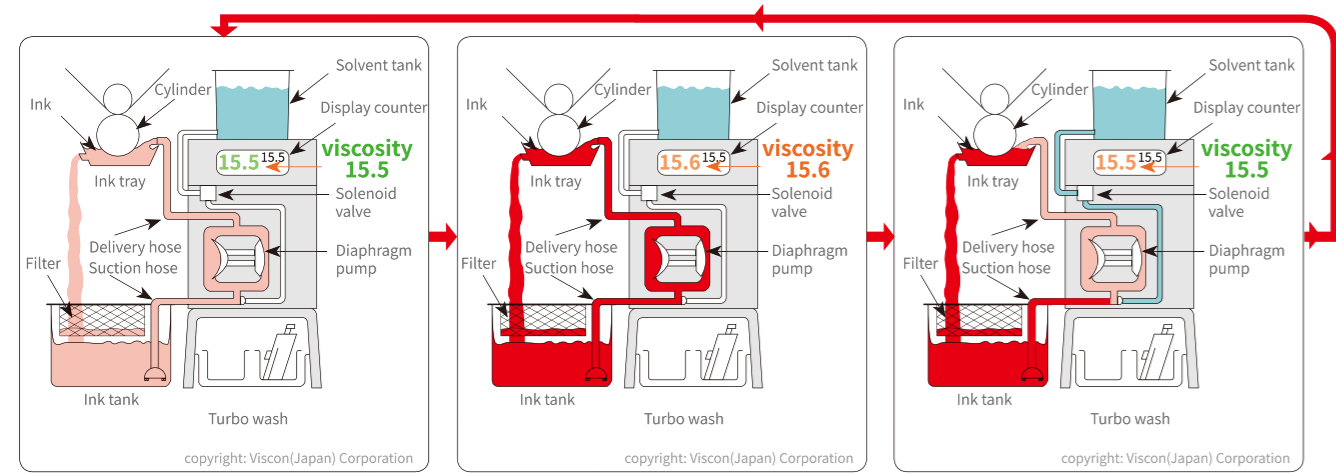 Solvent tank
Cylinder
Ink
Display counter
15.5 15.5
viscosity
15.5
Ink tray
Solenoid
valve
Delivery hose
Suction hose
Filter
Diaphragm
pump
Ink tank
Turbo wash
copyright: Viscon(Japan) Corporation
Solvent tank
Cylinder
Ink
Display counter
15.6 15.5
viscosity
15.6
Ink tray
Solenoid
valve
Delivery hose
Suction hose
Filter
Diaphragm
pump
Ink tank
Turbo wash
copyright: Viscon(Japan) Corporation
Solvent tank
Cylinder
Ink
Display counter
15.5 15.5
viscosity
15.5
Ink tray
Solenoid
valve
Delivery hose
Suction hose
Filter
Diaphragm
pump
Ink tank
Turbo wash
copyright: Viscon(Japan) Corporation